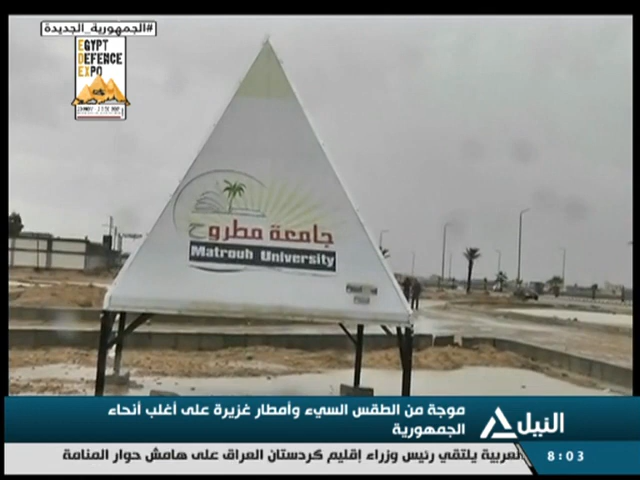 #الجمهورية_الجديدة
EGYPT
DEFENCE
EXPO
جامعة مطروح
Matrouh University
موجة من الطقس السيء وأمطار غزيرة على أغلب أنحاء
الجمهورية
النيل
العربية يلتقي رئيس وزراء إقليم كردستان العراق على هامش حوار المنامة
8:03